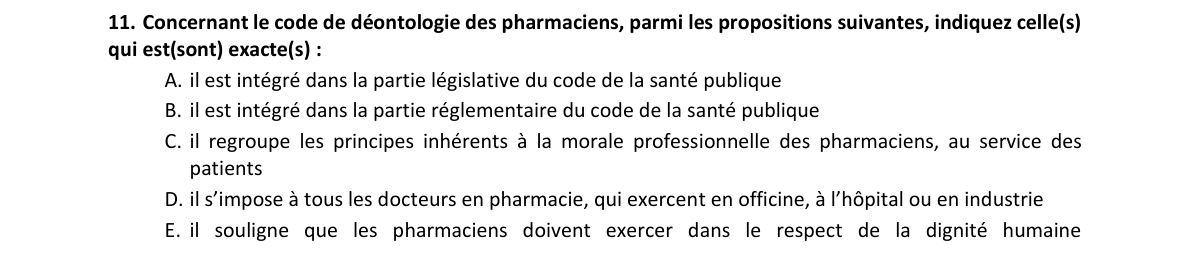 11. Concernant le code de déontologie des pharmaciens, parmi les propositions suivantes, indiquez celle(s)
qui est(sont) exacte(s) :
A. il est intégré dans la partie législative du code de la santé publique
B. il est intégré dans la partie réglementaire du code de la santé publique
C. il regroupe les principes inhérents à la morale professionnelle des pharmaciens, au service des
patients
D. il s’impose à tous les docteurs en pharmacie, qui exercent en officine, à l’hôpital ou en industrie
E. il souligne que les pharmaciens doivent exercer dans le respect de la dignité humaine